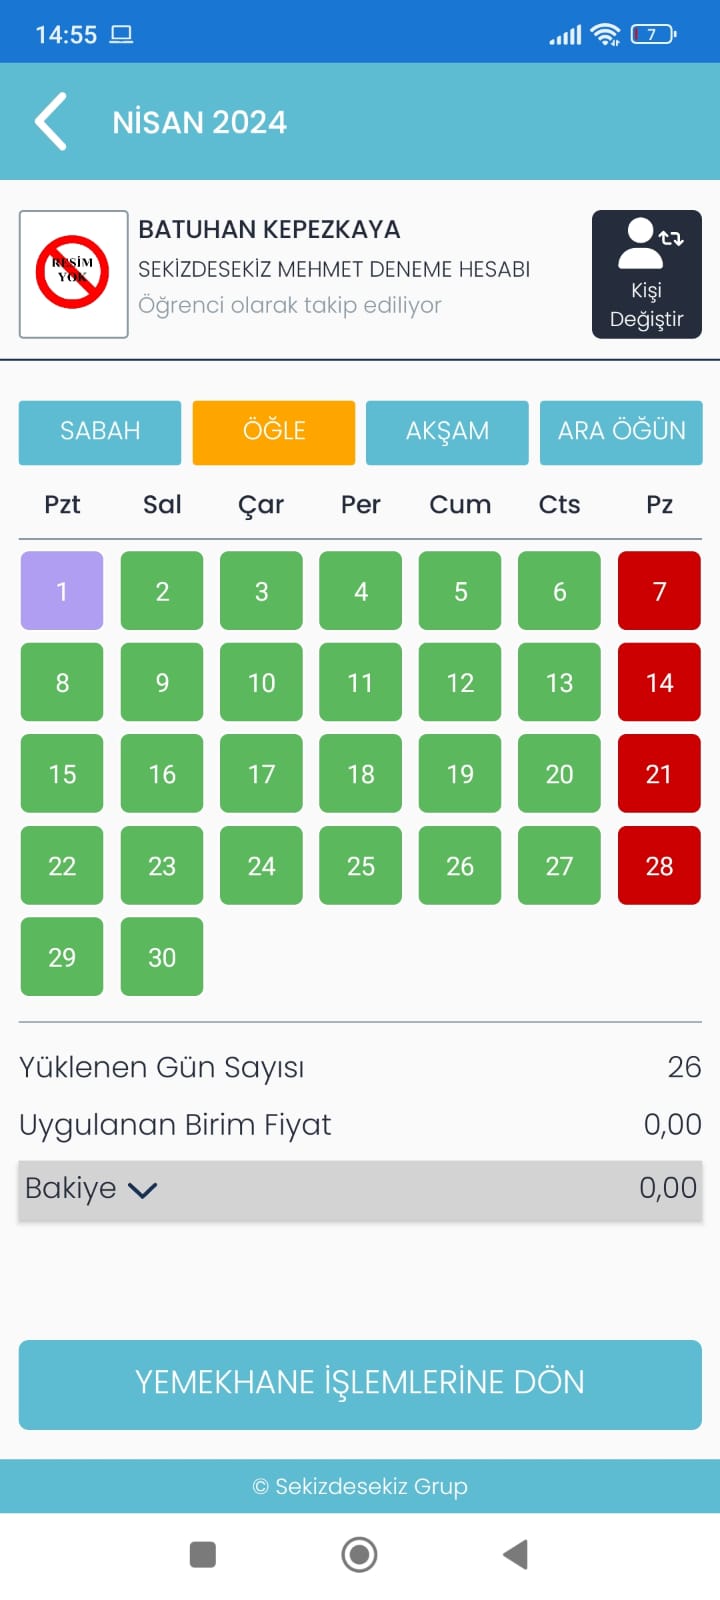 14:55
7
NİSAN 2024
RESİM
YOK
BATUHAN KEPEZKAYA
SEKİZDESEKİZ MEHMET DENEME HESABI
Öğrenci olarak takip ediliyor
Kişi
Değiştir
SABAH ÖĞLE AKŞAM ARA ÖĞÜN
Pzt Sal Çar Per Cum Cts Pz
1 2 3 4 5 6 7
8 9 10 11 12 13 14
15 16 17 18 19 20 21
22 23 24 25 26 27 28
29 30
Yüklenen Gün Sayısı 26
Uygulanan Birim Fiyat 0,00
Bakiye 0,00
YEMEKHANE İŞLEMLERİNE DÖN
© Sekizdesekiz Grup